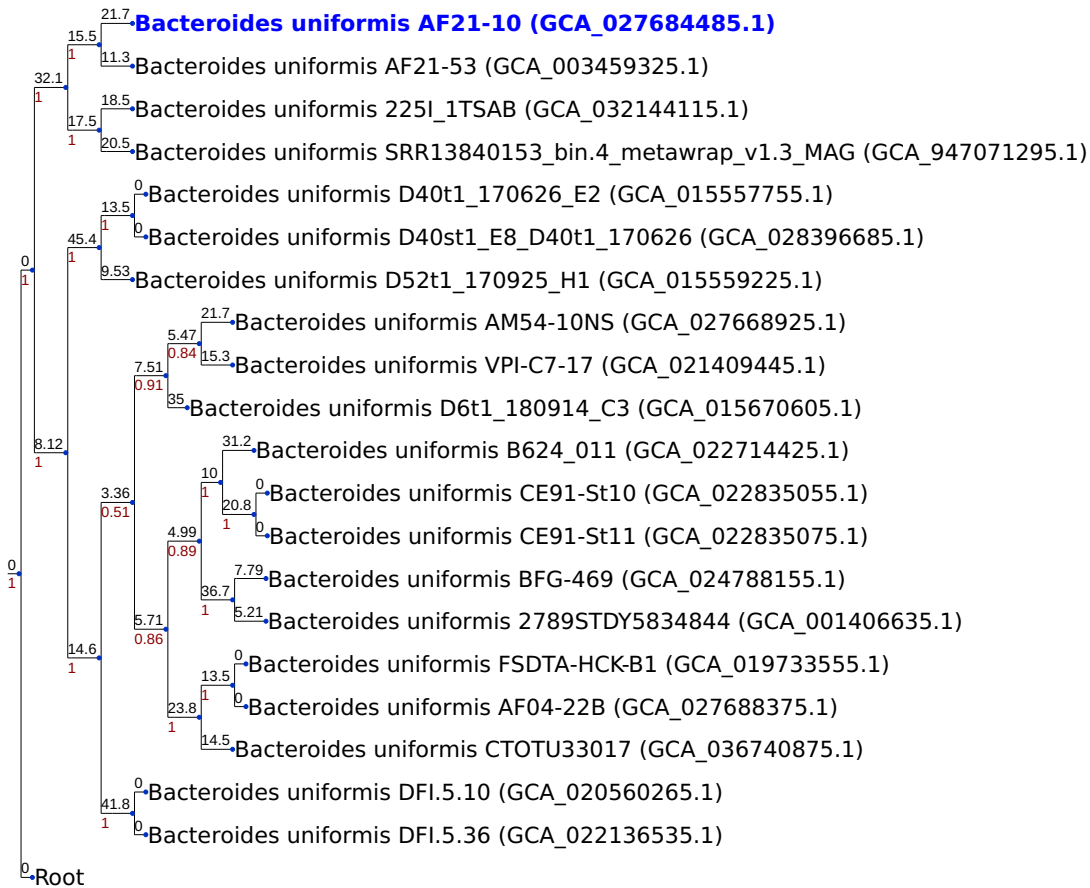 21.7
Bacteroides uniformis AF21-10 (GCA_027684485.1)
15.5
1
11.3
Bacteroides uniformis AF21-53 (GCA_003459325.1)
32.1
1
18.5
Bacteroides uniformis 225I_1TSAB (GCA_032144115.1)
17.5
1
20.5
Bacteroides uniformis SRR13840153_bin.4_metawrap_v1.3_MAG (GCA_947071295.1)
0
Bacteroides uniformis D40t1_170626_E2 (GCA_015557755.1)
13.5
1
0
Bacteroides uniformis D40st1_E8_D40t1_170626 (GCA_028396685.1)
45.4
1
0
1
9.53
Bacteroides uniformis D52t1_170925_H1 (GCA_015559225.1)
21.7
Bacteroides uniformis AM54-10NS (GCA_027668925.1)
5.47
0.84
15.3
Bacteroides uniformis VPI-C7-17 (GCA_021409445.1)
7.51
0.91
35
Bacteroides uniformis D6t1_180914_C3 (GCA_015670605.1)
8.12
1
31.2
Bacteroides uniformis B624_011 (GCA_022714425.1)
10
1
3.36
0.51
0
Bacteroides uniformis CE91-St10 (GCA_022835055.1)
20.8
1
0
Bacteroides uniformis CE91-St11 (GCA_022835075.1)
4.99
0.89
0
1
7.79
Bacteroides uniformis BFG-469 (GCA_024788155.1)
36.7
1
5.21
Bacteroides uniformis 2789STDY5834844 (GCA_001406635.1)
5.71
0.86
14.6
1
0
Bacteroides uniformis FSDTA-HCK-B1 (GCA_019733555.1)
13.5
1
0
Bacteroides uniformis AF04-22B (GCA_027688375.1)
23.8
1
14.5
Bacteroides uniformis CTOTU33017 (GCA_036740875.1)
0
Bacteroides uniformis DFI.5.10 (GCA_020560265.1)
41.8
1
0
Bacteroides uniformis DFI.5.36 (GCA_022136535.1)
0
Root